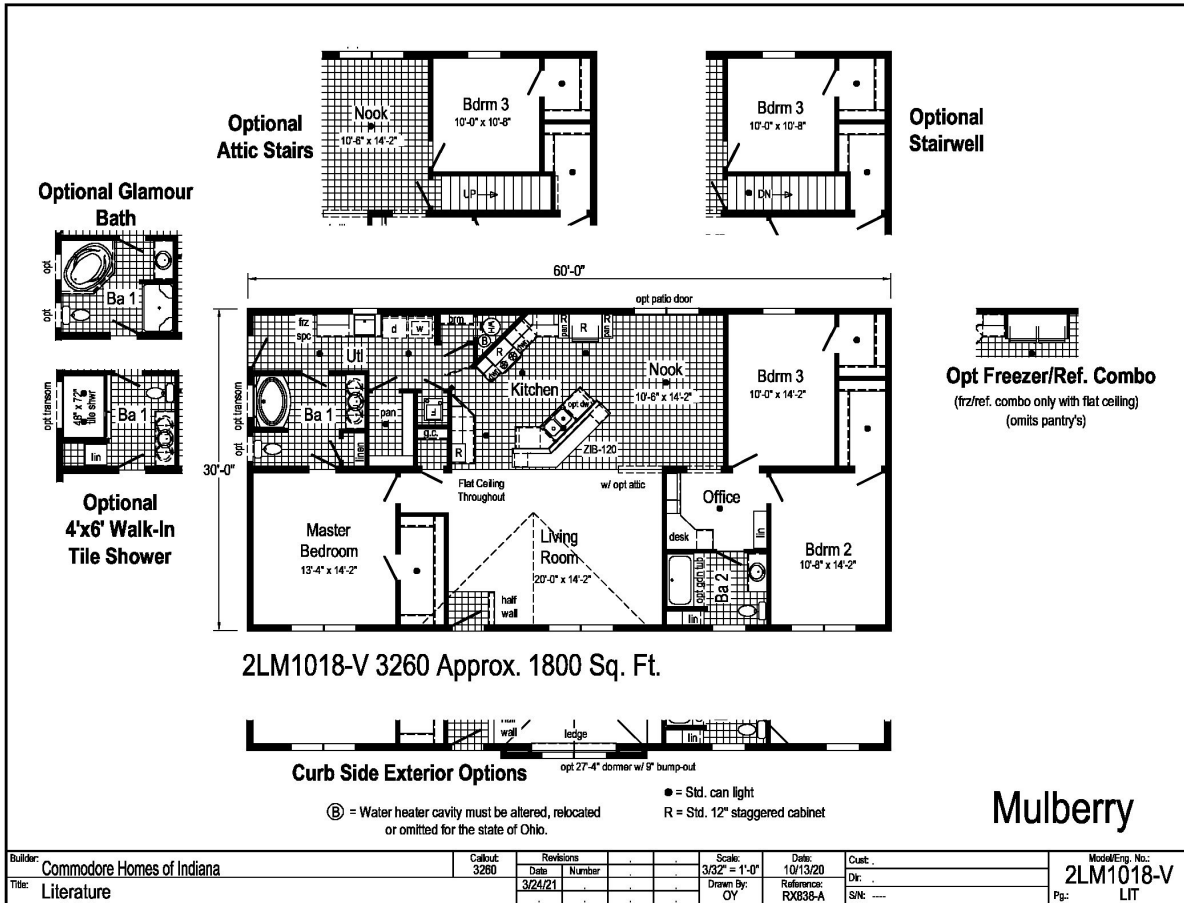 Optional
Attic Stairs
Nook
10'-6" x 14'-2"
Bdrm 3
10'-0" x 10'-8"
UP
Bdrm 3
10'-0" x 10'-8"
DN
Optional
Stairwell
Optional Glamour
Bath
opt
opt
Ba 1
60'-0"
opt patio door
30'-0"
frz
spc
d
w
Utl
brm
W.H.
B
R
R
pan
R
R
pan
Kitchen
Nook
10'-6" x 14'-2"
Bdrm 3
10'-0" x 10'-8"
opt transom
opt
Ba 1
linen
pan
F
g.c.
R
opt dw
ZIB-120
Flat Ceiling
Throughout
w/ opt attic
Office
desk
lin
Master
Bedroom
13'-4" x 14'-2"
Living
Room
20'-0" x 14'-2"
half
wall
opt gdn tub
Ba 2
lin
Bdrm 2
10'-8" x 14'-2"
opt transom
tile shwr
Ba 1
lin
Optional
4'x6' Walk-In
Tile Shower
Opt Freezer/Ref. Combo
(frz/ref. combo only with flat ceiling)
(omits pantry's)
2LM1018-V 3260 Approx. 1800 Sq. Ft.
wall
ledge
lin
Curb Side Exterior Options
opt 27'-4" dormer w/ 9" bump-out
B = Water heater cavity must be altered, relocated
or omitted for the state of Ohio.
● = Std. can light
R = Std. 12" staggered cabinet
Mulberry
Builder: Commodore Homes of Indiana
Title: Literature
Callout:
3260
Revisions
Date Number
3/24/21
Scale:
3/32" = 1'-0"
Drawn By:
OY
Date:
10/13/20
Reference:
RX838-A
Cust: .
Dlr: .
S/N: ----
Model/Eng. No.:
2LM1018-V
Pg.: LIT